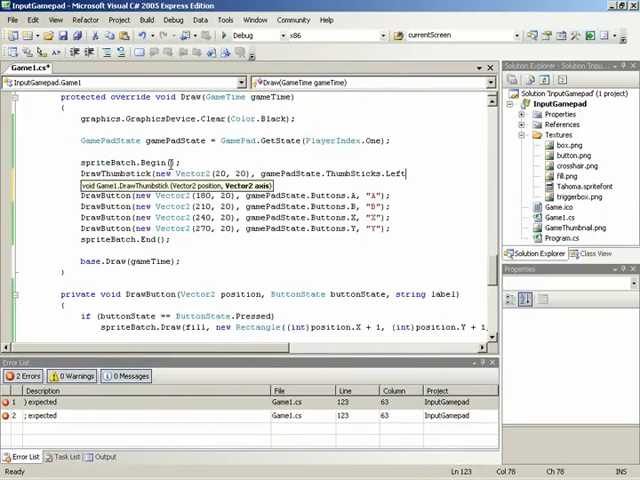 InputGamepad - Microsoft Visual C# 2005 Express Edition
File Edit View Refactor Project Build Debug Data Tools Window Community Help
Debug x86 currentScreen
Game1.cs*
InputGamepad.Game1 Draw(GameTime gameTime)
protected override void Draw(GameTime gameTime)
{
graphics.GraphicsDevice.Clear(Color.Black);
GamePadState gamePadState = GamePad.GetState(PlayerIndex.One);
spriteBatch.Begin();
DrawThumbstick(new Vector2(20, 20), gamePadState.ThumbSticks.Left
void Game1.DrawThumbstick (Vector2 position, Vector2 axis)
DrawButton(new Vector2(180, 20), gamePadState.Buttons.A, "A");
DrawButton(new Vector2(210, 20), gamePadState.Buttons.B, "B");
DrawButton(new Vector2(240, 20), gamePadState.Buttons.X, "X");
DrawButton(new Vector2(270, 20), gamePadState.Buttons.Y, "Y");
spriteBatch.End();
base.Draw(gameTime);
}
private void DrawButton(Vector2 position, ButtonState buttonState, string label)
{
if (buttonState == ButtonState.Pressed)
spriteBatch.Draw(fill, new Rectangle((int)position.X + 1, (int)position.Y + 1,
Solution Explorer
InputGamepad
Properties
References
Textures
box.png
button.png
crosshair.png
fill.png
Tahoma.spritefont
triggerbox.png
Game.ico
Game1.cs
GameThumbnail.png
Program.cs
Solution Explorer Class View
Properties
Error List
2 Errors 0 Warnings 0 Messages
Description File Line Column Project
1 ) expected Game1.cs 123 63 InputGamepad
2 ; expected Game1.cs 123 63 InputGamepad
Error List Task List Output
Ready Ln 123 Col 78